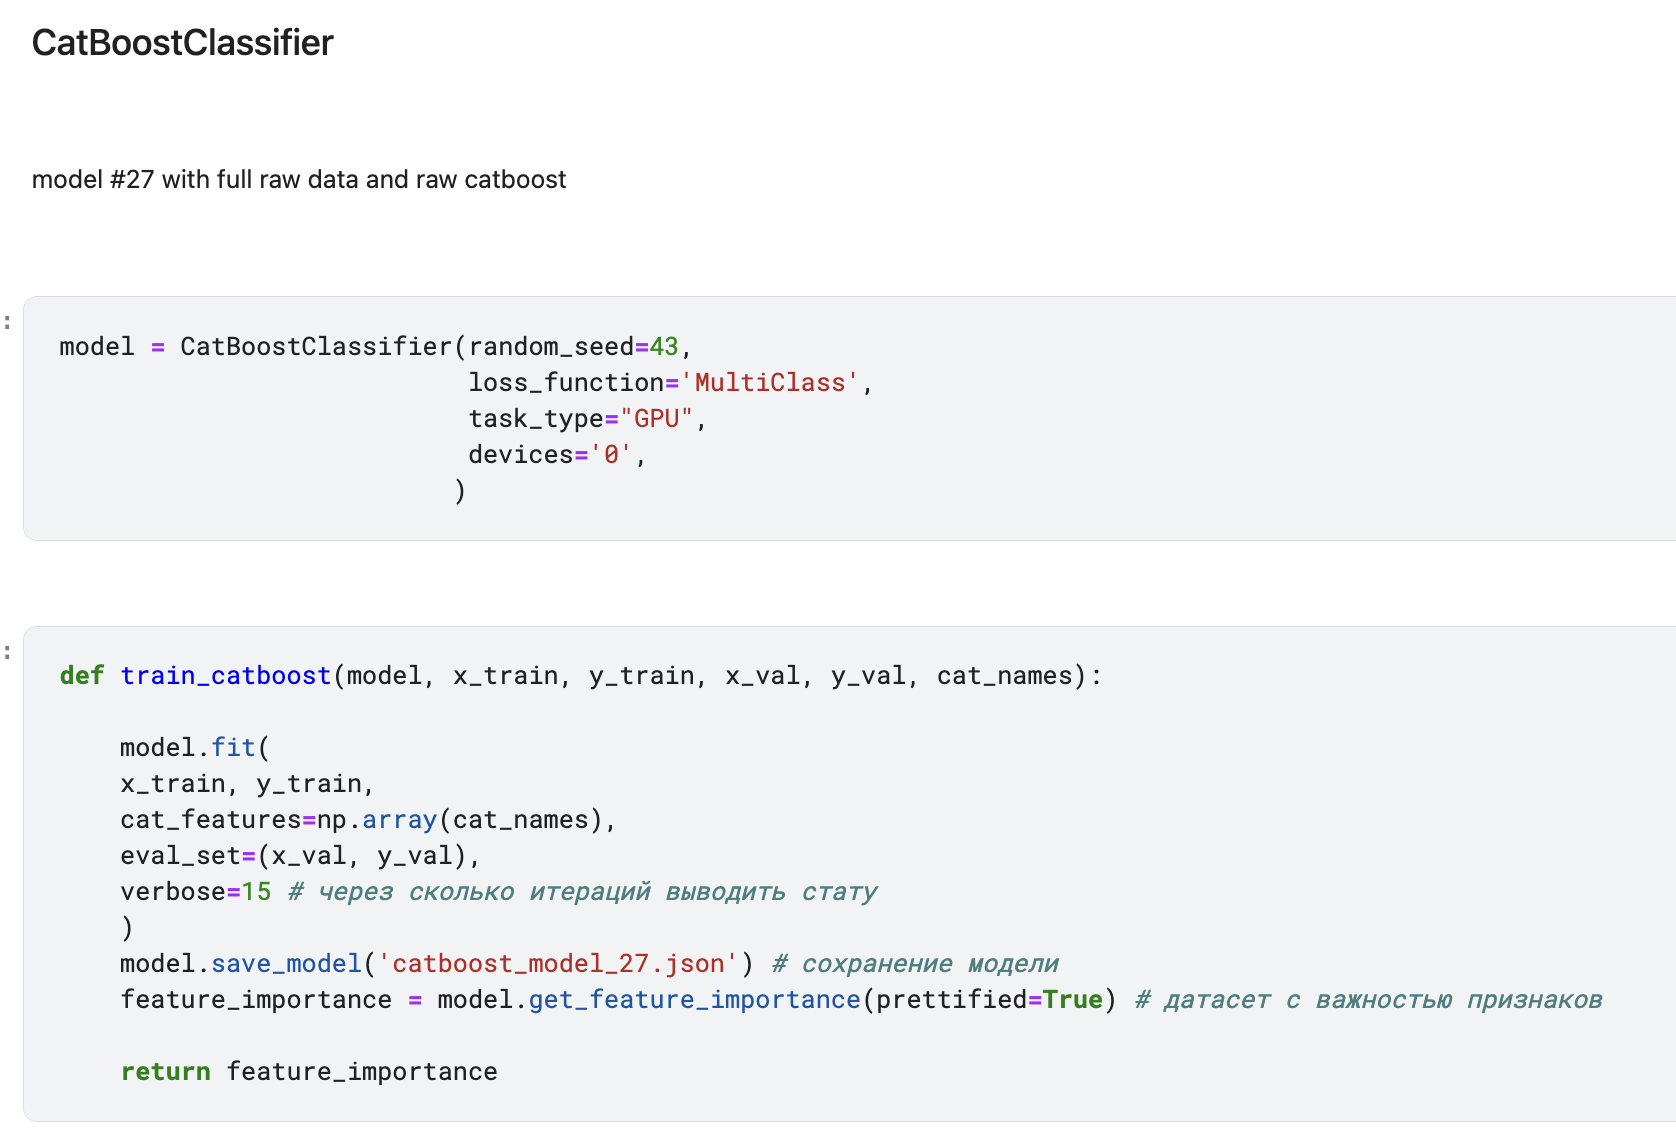 CatBoostClassifier
model #27 with full raw data and raw catboost
:
model = CatBoostClassifier(random_seed=43,
loss_function='MultiClass',
task_type="GPU",
devices='0',
)
:
def train_catboost(model, x_train, y_train, x_val, y_val, cat_names):
model.fit(
x_train, y_train,
cat_features=np.array(cat_names),
eval_set=(x_val, y_val),
verbose=15 # через сколько итераций выводить стату
)
model.save_model('catboost_model_27.json') # сохранение модели
feature_importance = model.get_feature_importance(prettified=True) # датасет с важностью признаков
return feature_importance